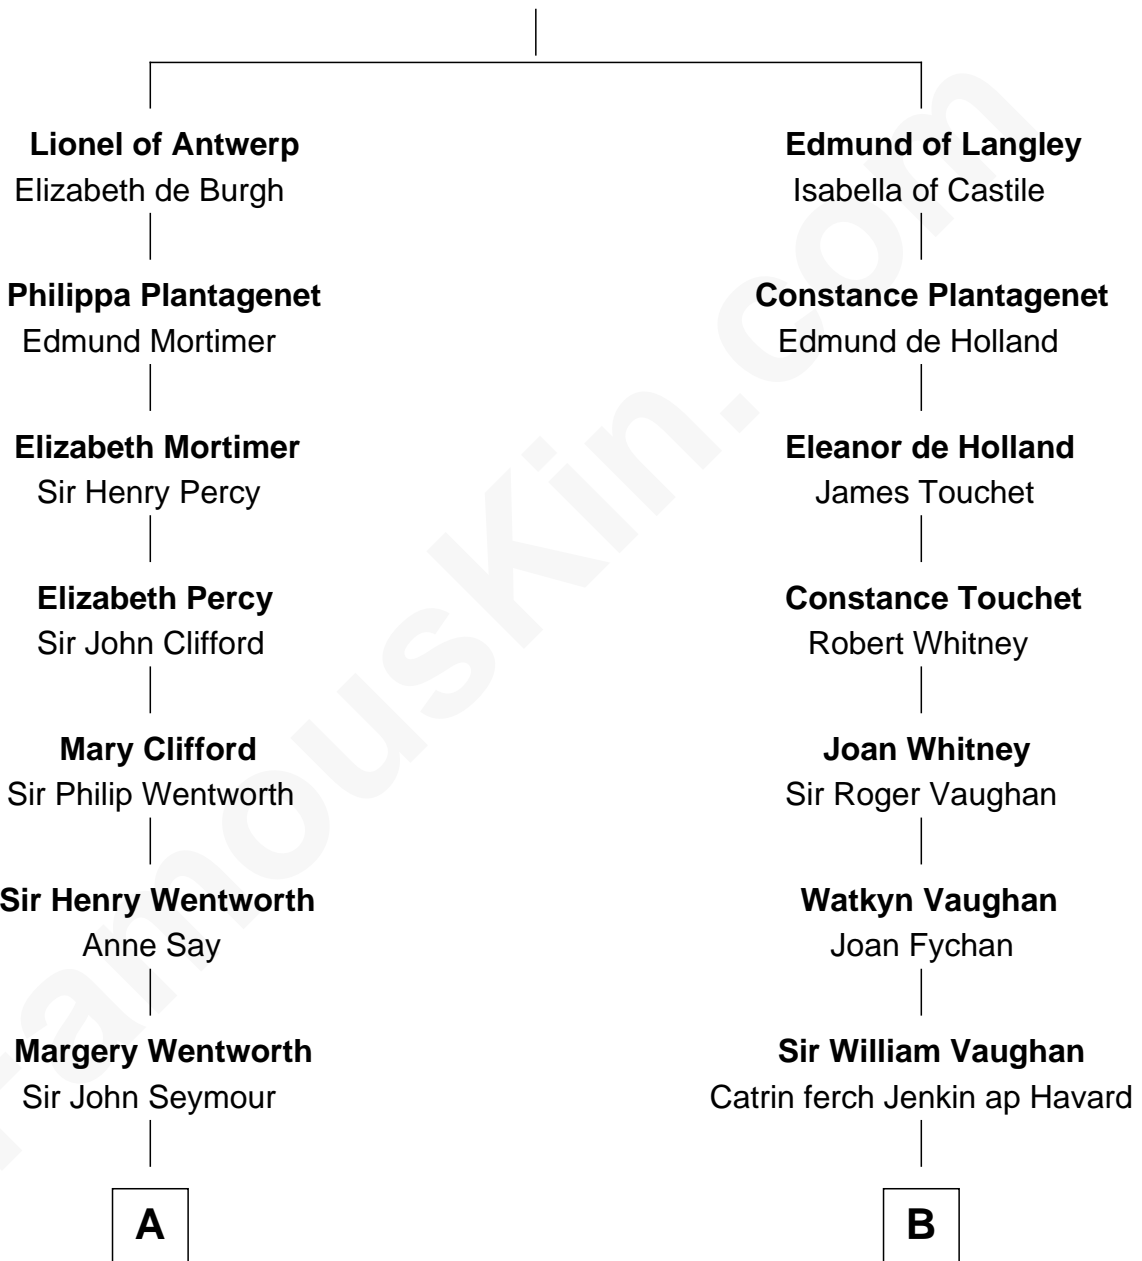 Lionel of Antwerp
Elizabeth de Burgh
Philippa Plantagenet
Edmund Mortimer
Elizabeth Mortimer
Sir Henry Percy
Elizabeth Percy
Sir John Clifford
Mary Clifford
Sir Philip Wentworth
Sir Henry Wentworth
Anne Say
Margery Wentworth
Sir John Seymour
A
Edmund of Langley
Isabella of Castile
Constance Plantagenet
Edmund de Holland
Eleanor de Holland
James Touchet
Constance Touchet
Robert Whitney
Joan Whitney
Sir Roger Vaughan
Watkyn Vaughan
Joan Fychan
Sir William Vaughan
Catrin ferch Jenkin ap Havard
B
FamousKin.com